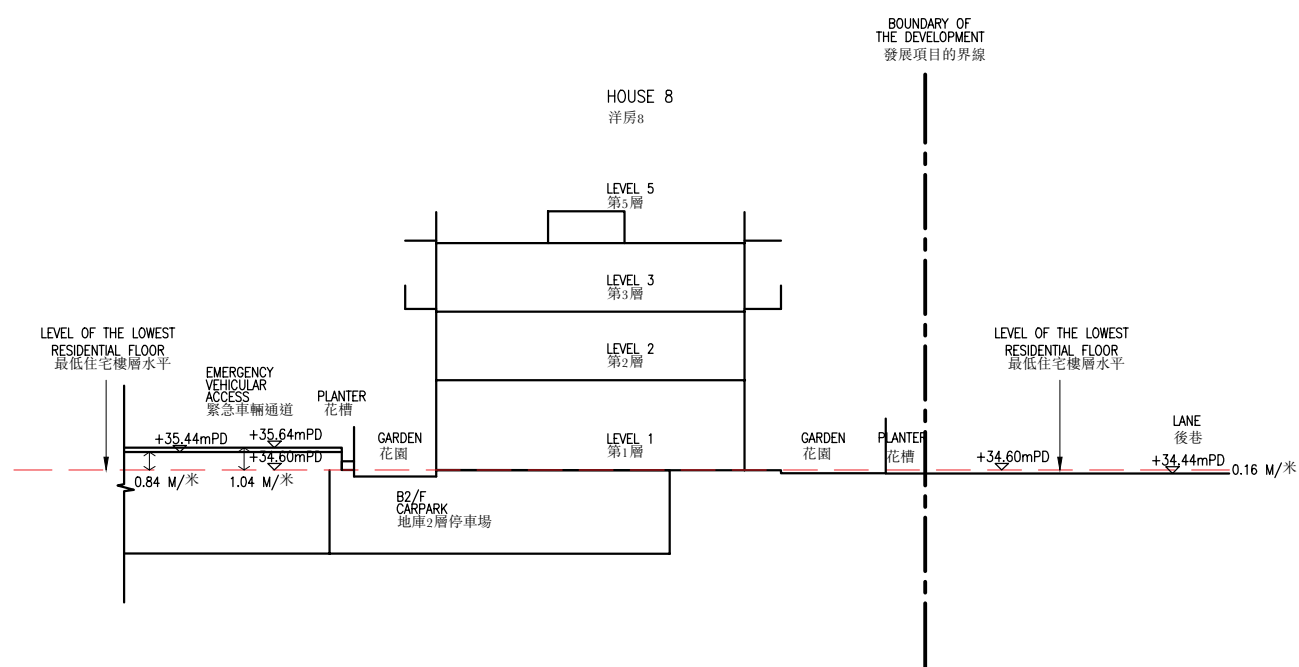 BOUNDARY OF
THE DEVELOPMENT
發展項目的界線
HOUSE 8
洋房8
LEVEL 5
第5層
LEVEL 3
第3層
LEVEL 2
第2層
LEVEL 1
第1層
LEVEL OF THE LOWEST
RESIDENTIAL FLOOR
最低住宅樓層水平
EMERGENCY
VEHICULAR
ACCESS
緊急車輛通道
PLANTER
花槽
+35.44mPD
+35.64mPD
+34.60mPD
0.84 M/米
1.04 M/米
GARDEN
花園
B2/F
CARPARK
地庫2層停車場
GARDEN
花園
PLANTER
花槽
LEVEL OF THE LOWEST
RESIDENTIAL FLOOR
最低住宅樓層水平
LANE
後巷
+34.60mPD
+34.44mPD
0.16 M/米